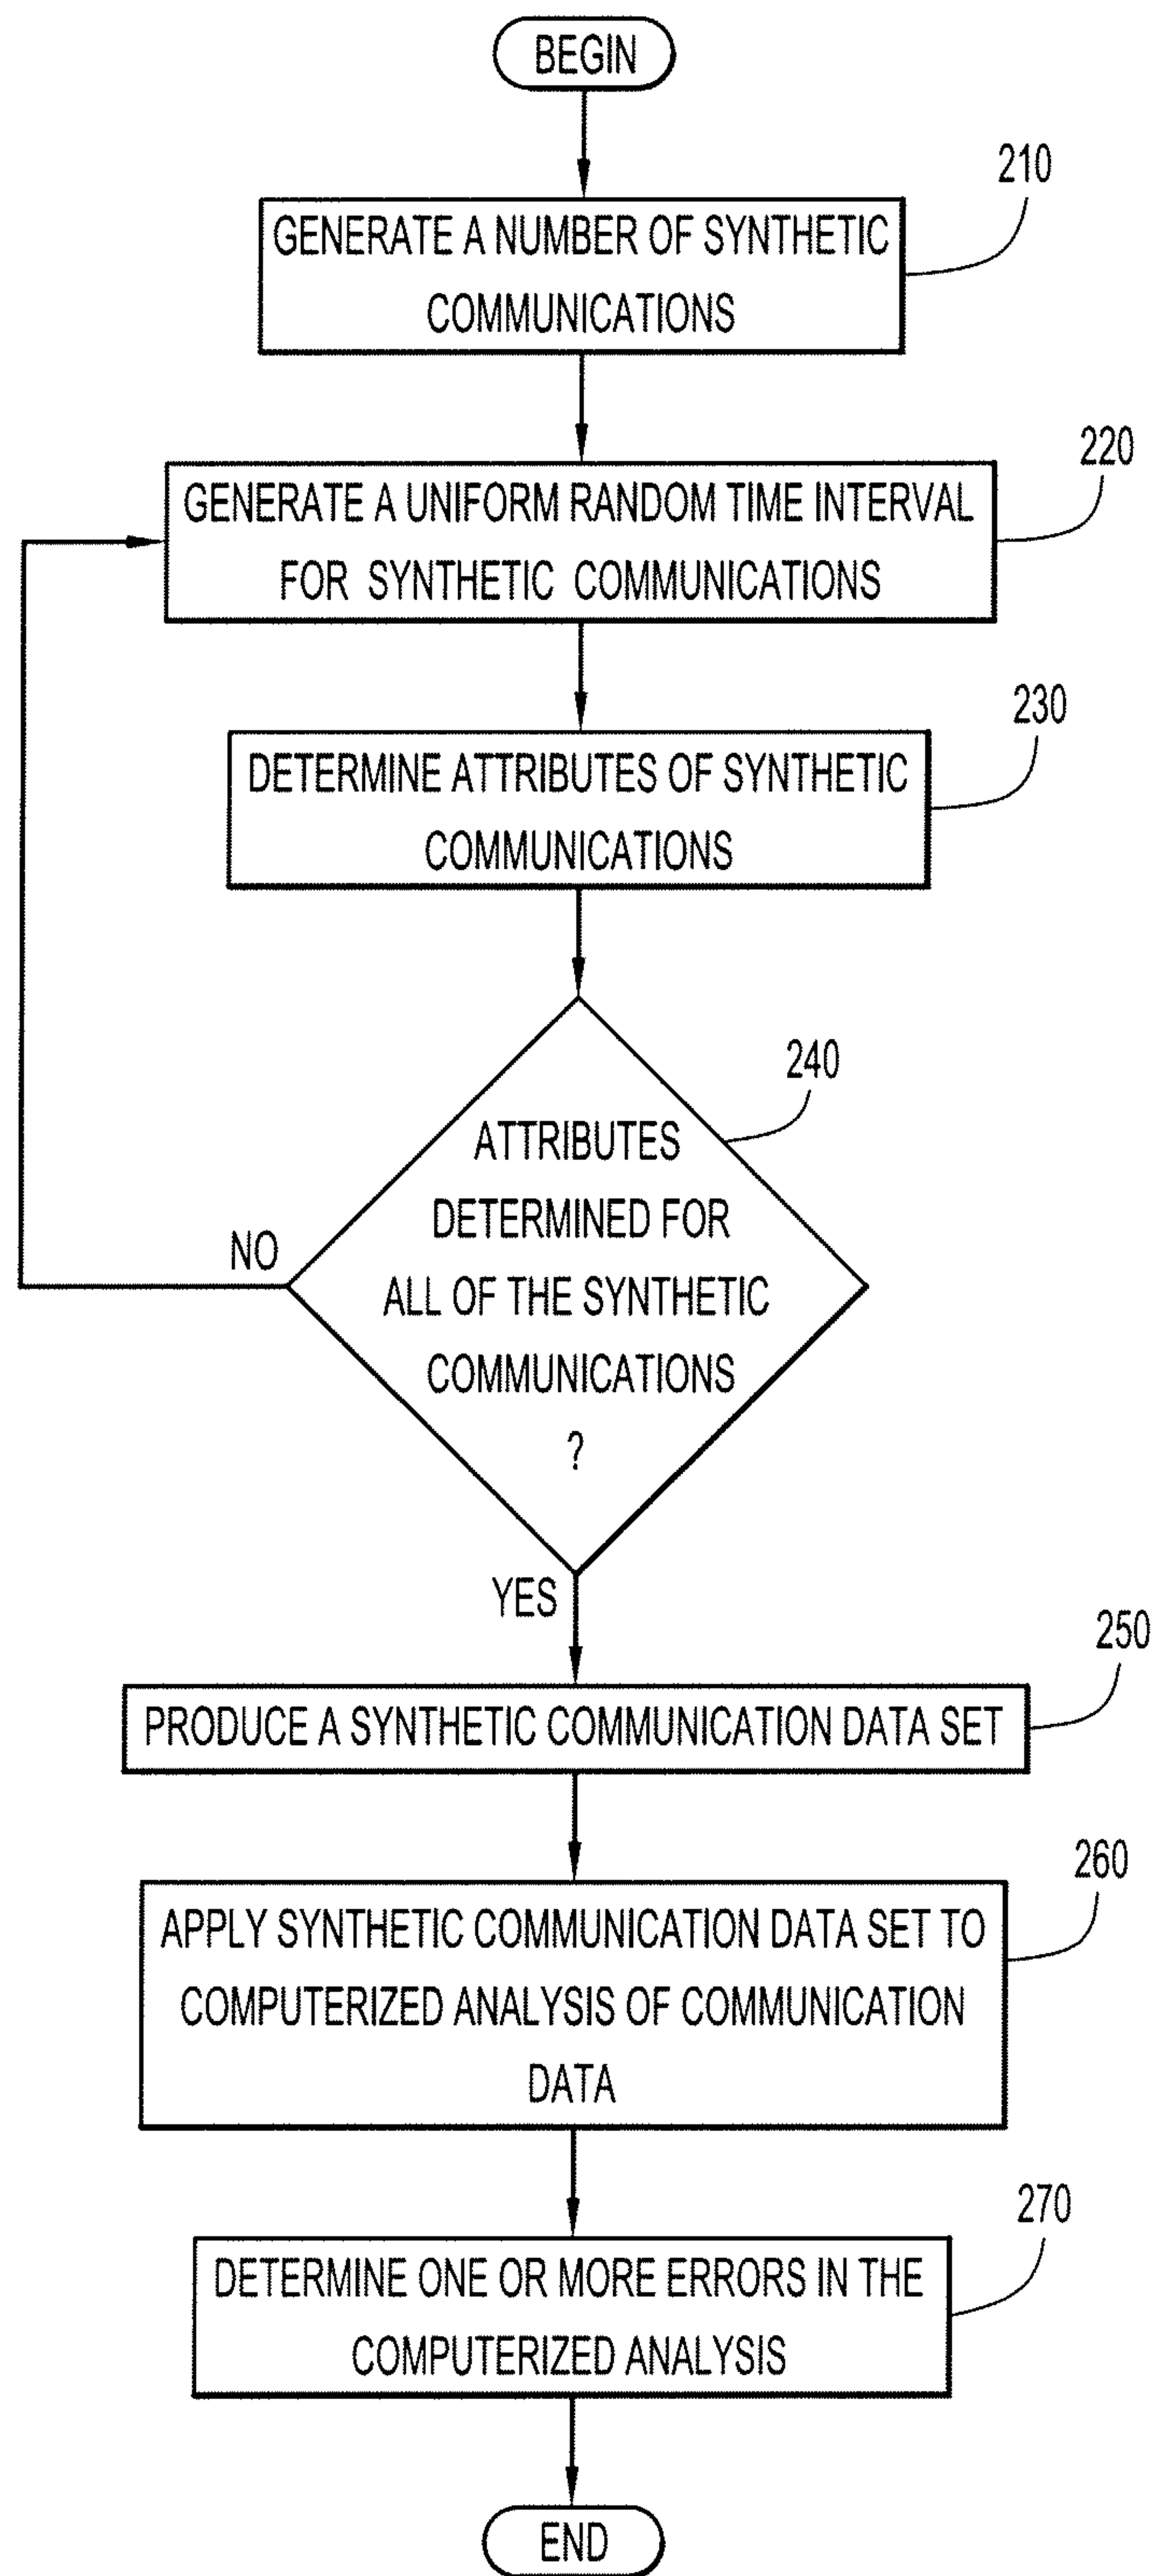 BEGIN
210
GENERATE A NUMBER OF SYNTHETIC
COMMUNICATIONS
220
GENERATE A UNIFORM RANDOM TIME INTERVAL
FOR SYNTHETIC COMMUNICATIONS
230
DETERMINE ATTRIBUTES OF SYNTHETIC
COMMUNICATIONS
240
ATTRIBUTES
DETERMINED FOR
ALL OF THE SYNTHETIC
COMMUNICATIONS
?
NO
YES
250
PRODUCE A SYNTHETIC COMMUNICATION DATA SET
260
APPLY SYNTHETIC COMMUNICATION DATA SET TO
COMPUTERIZED ANALYSIS OF COMMUNICATION
DATA
270
DETERMINE ONE OR MORE ERRORS IN THE
COMPUTERIZED ANALYSIS
END